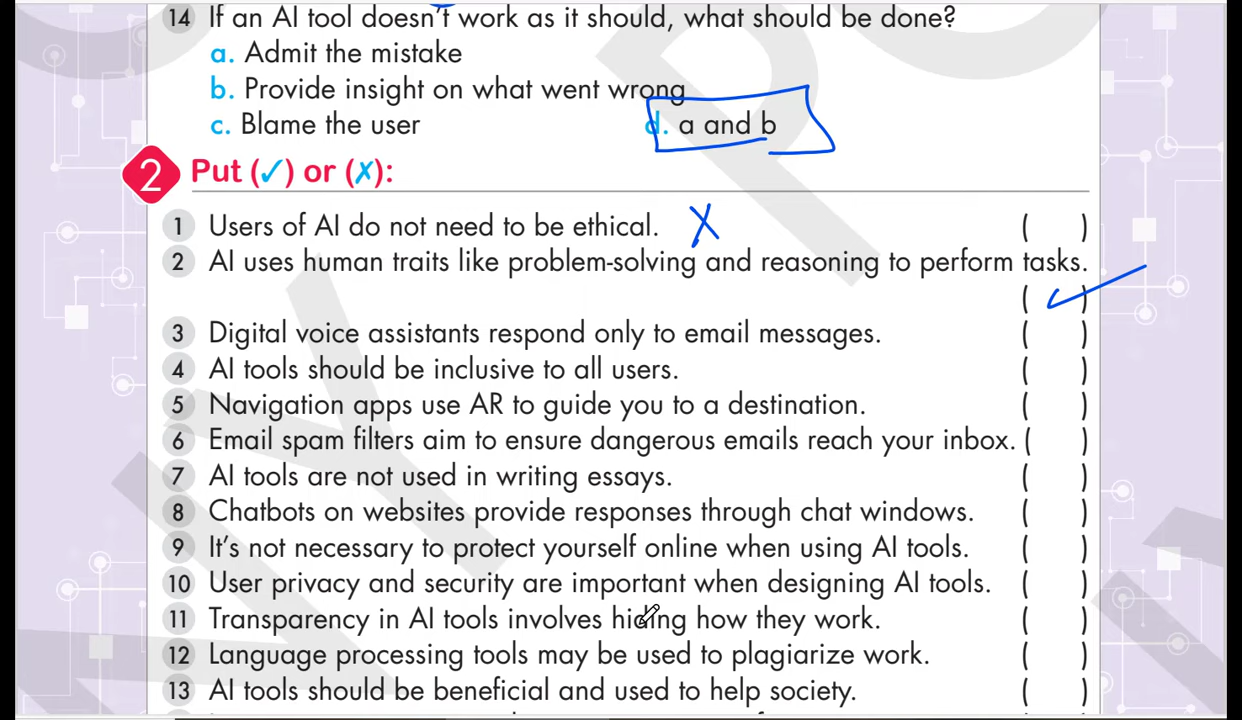 14 If an AI tool doesn't work as it should, what should be done?
a. Admit the mistake
b. Provide insight on what went wrong
c. Blame the user d. a and b
2 Put (✓) or (✗):
1 Users of AI do not need to be ethical. X ( )
2 AI uses human traits like problem-solving and reasoning to perform tasks.
( ✓ )
3 Digital voice assistants respond only to email messages. ( )
4 AI tools should be inclusive to all users. ( )
5 Navigation apps use AR to guide you to a destination. ( )
6 Email spam filters aim to ensure dangerous emails reach your inbox. ( )
7 AI tools are not used in writing essays. ( )
8 Chatbots on websites provide responses through chat windows. ( )
9 It's not necessary to protect yourself online when using AI tools. ( )
10 User privacy and security are important when designing AI tools. ( )
11 Transparency in AI tools involves hiding how they work. ( )
12 Language processing tools may be used to plagiarize work. ( )
13 AI tools should be beneficial and used to help society. ( )